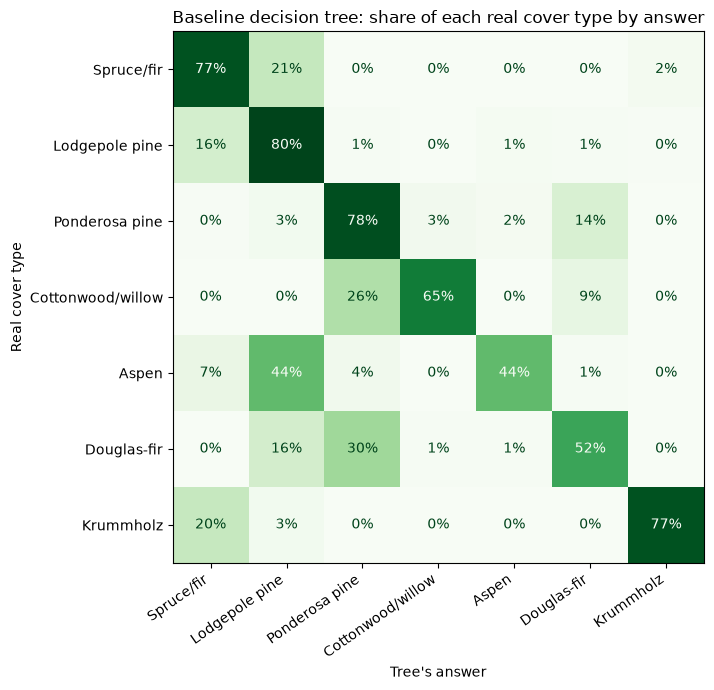 Baseline decision tree: share of each real cover type by answer
Real cover type
Spruce/fir 77% 21% 0% 0% 0% 0% 2%
Lodgepole pine 16% 80% 1% 0% 1% 1% 0%
Ponderosa pine 0% 3% 78% 3% 2% 14% 0%
Cottonwood/willow 0% 0% 26% 65% 0% 9% 0%
Aspen 7% 44% 4% 0% 44% 1% 0%
Douglas-fir 0% 16% 30% 1% 1% 52% 0%
Krummholz 20% 3% 0% 0% 0% 0% 77%
Spruce/fir Lodgepole pine Ponderosa pine Cottonwood/willow Aspen Douglas-fir Krummholz
Tree's answer